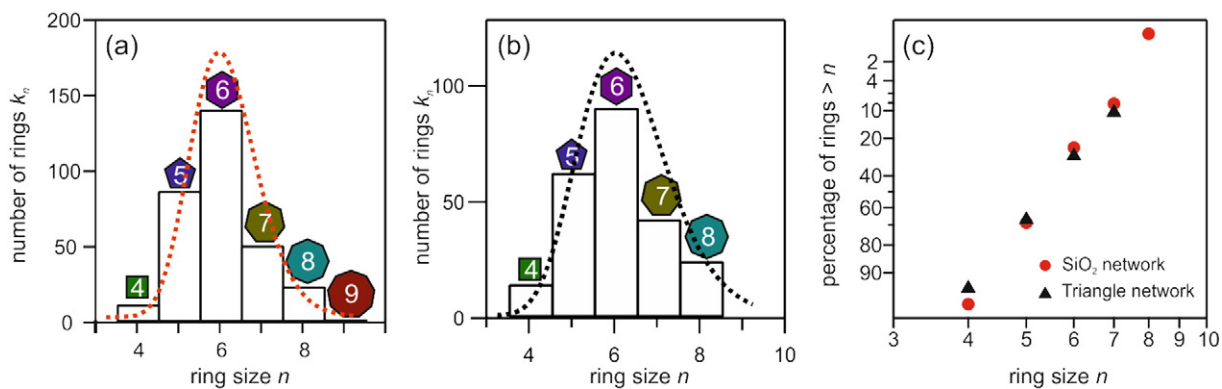 (a)
number of rings kₙ
200
150
100
50
0
4
5
6
7
8
9
4 6 8
ring size n
(b)
number of rings kₙ
100
50
0
4
5
6
7
8
4 6 8 10
ring size n
(c)
percentage of rings > n
2
4
10
20
40
60
80
90
SiO₂ network
Triangle network
3 4 5 6 7 8 9 10
ring size n